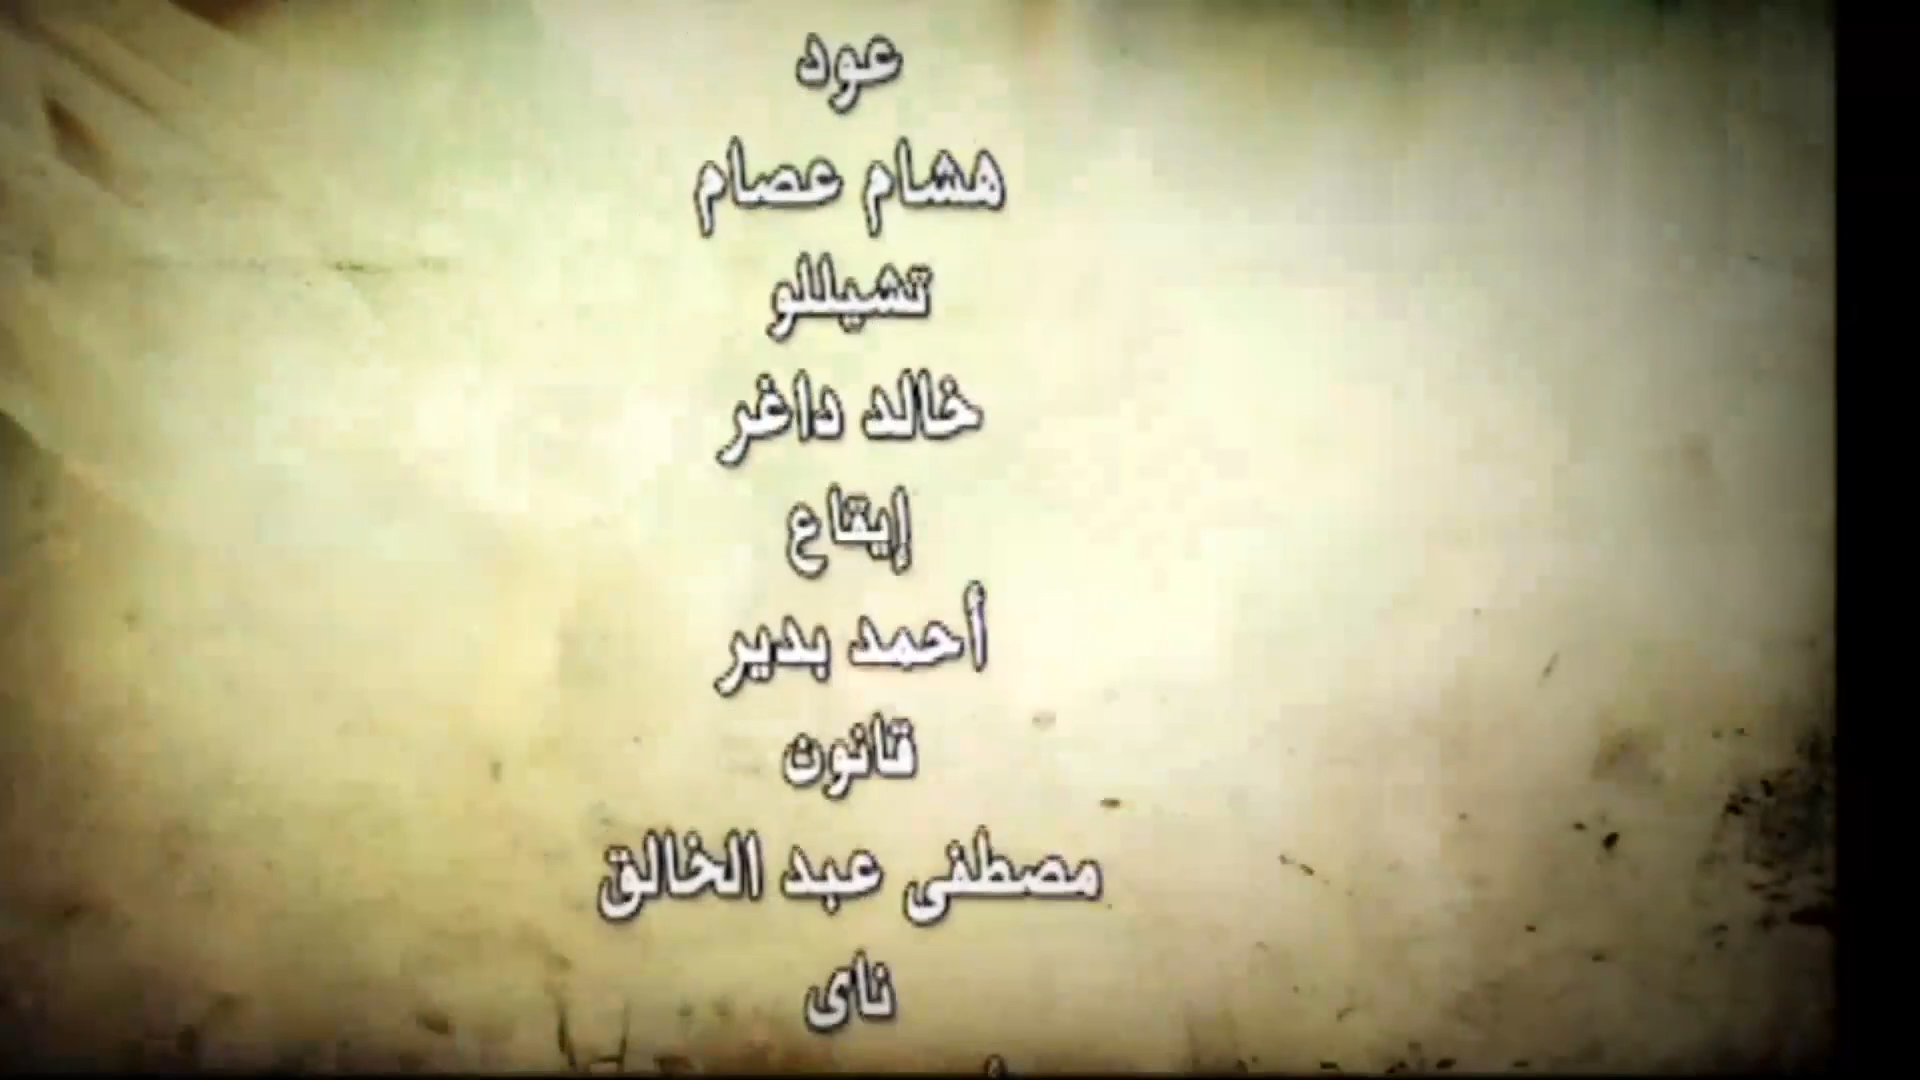 عود
هشام عصام
تشيللو
خالد داغر
إيقاع
أحمد بدير
قانون
مصطفى عبد الخالق
ناى